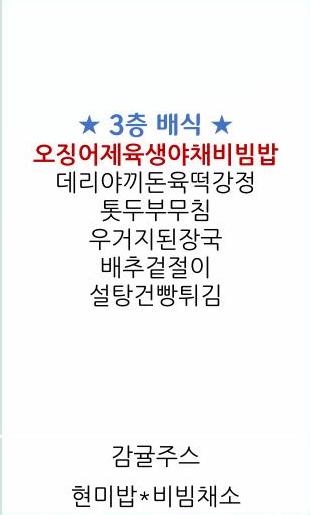 ★ 3층 배식 ★
오징어제육생야채비빔밥
데리야끼돈육떡강정
톳두부무침
우거지된장국
배추겉절이
설탕건빵튀김
감귤주스
현미밥*비빔채소